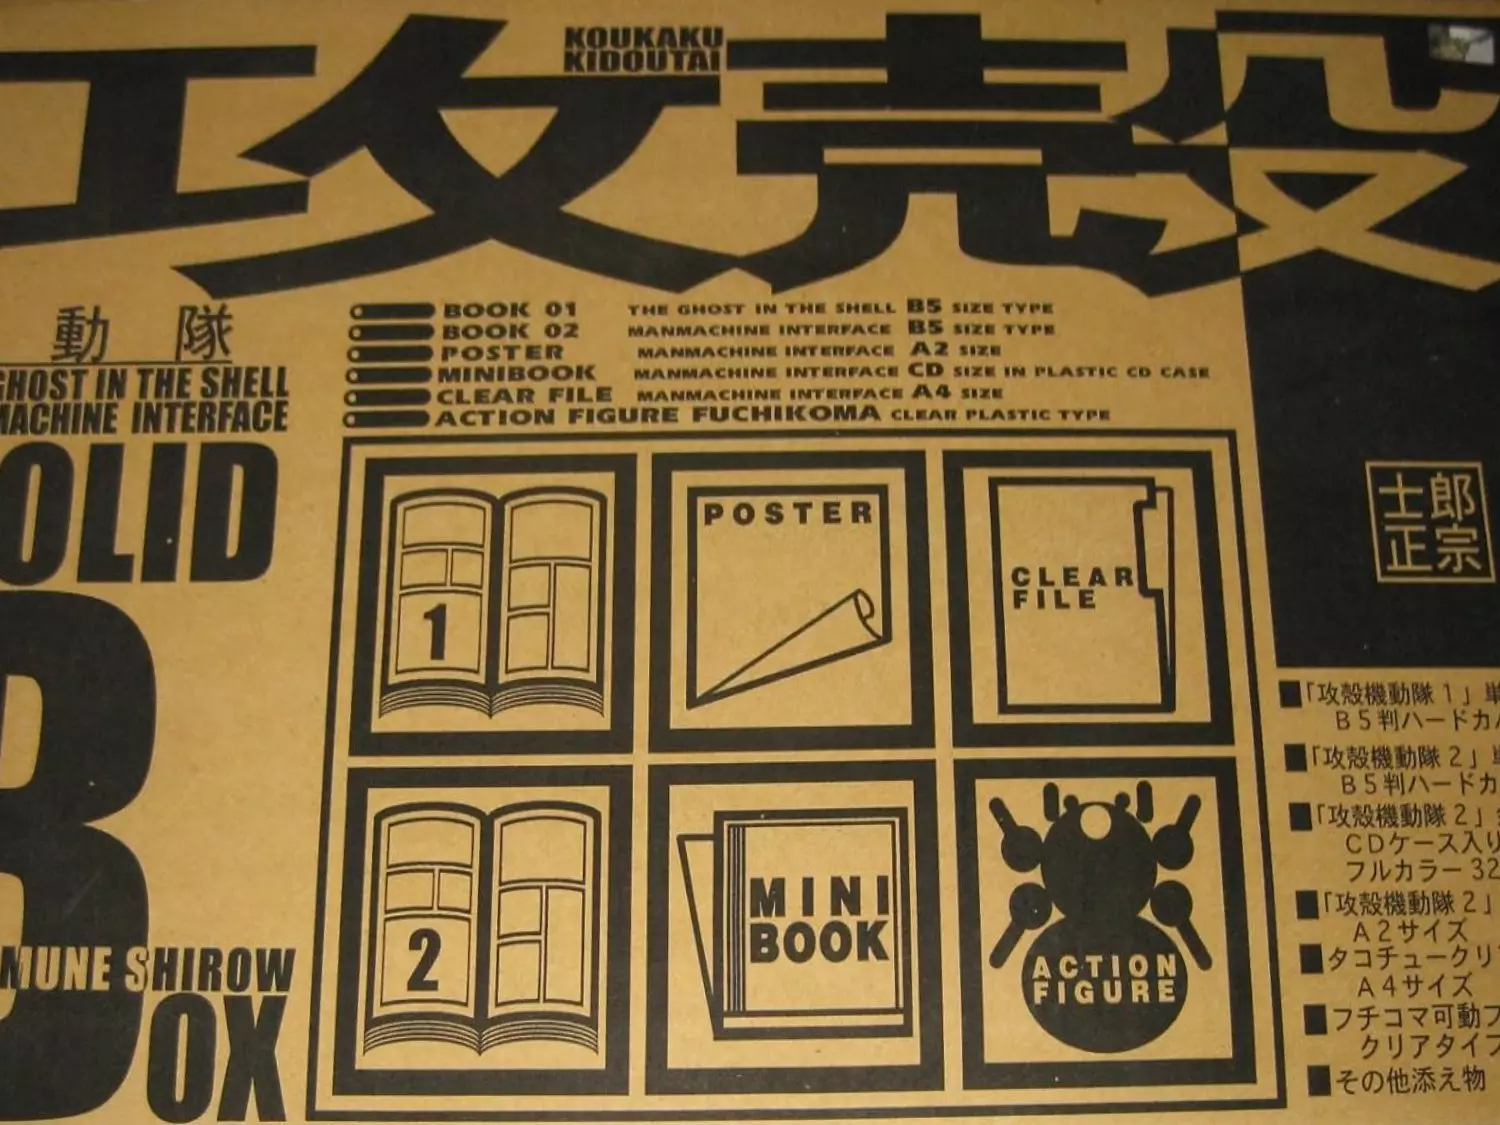 攻殻
KOUKAKU
KIDOUTAI
動隊
GHOST IN THE SHELL
MACHINE INTERFACE
OLID
BOX
MUNE SHIROW
BOOK 01 THE GHOST IN THE SHELL B5 SIZE TYPE
BOOK 02 MANMACHINE INTERFACE B5 SIZE TYPE
POSTER MANMACHINE INTERFACE A2 SIZE
MINIBOOK MANMACHINE INTERFACE CD SIZE IN PLASTIC CD CASE
CLEAR FILE MANMACHINE INTERFACE A4 SIZE
ACTION FIGURE FUCHIKOMA CLEAR PLASTIC TYPE
1
POSTER
CLEAR
FILE
2
MINI
BOOK
ACTION
FIGURE
士郎
正宗
■「攻殻機動隊1」単
B5判ハードカバ
■「攻殻機動隊2」単
B5判ハードカ
■「攻殻機動隊2」
CDケース入り
フルカラー32
■「攻殻機動隊2」
A2サイズ
■タコチュークリア
A4サイズ
■フチコマ可動フ
クリアタイプ
■その他添え物